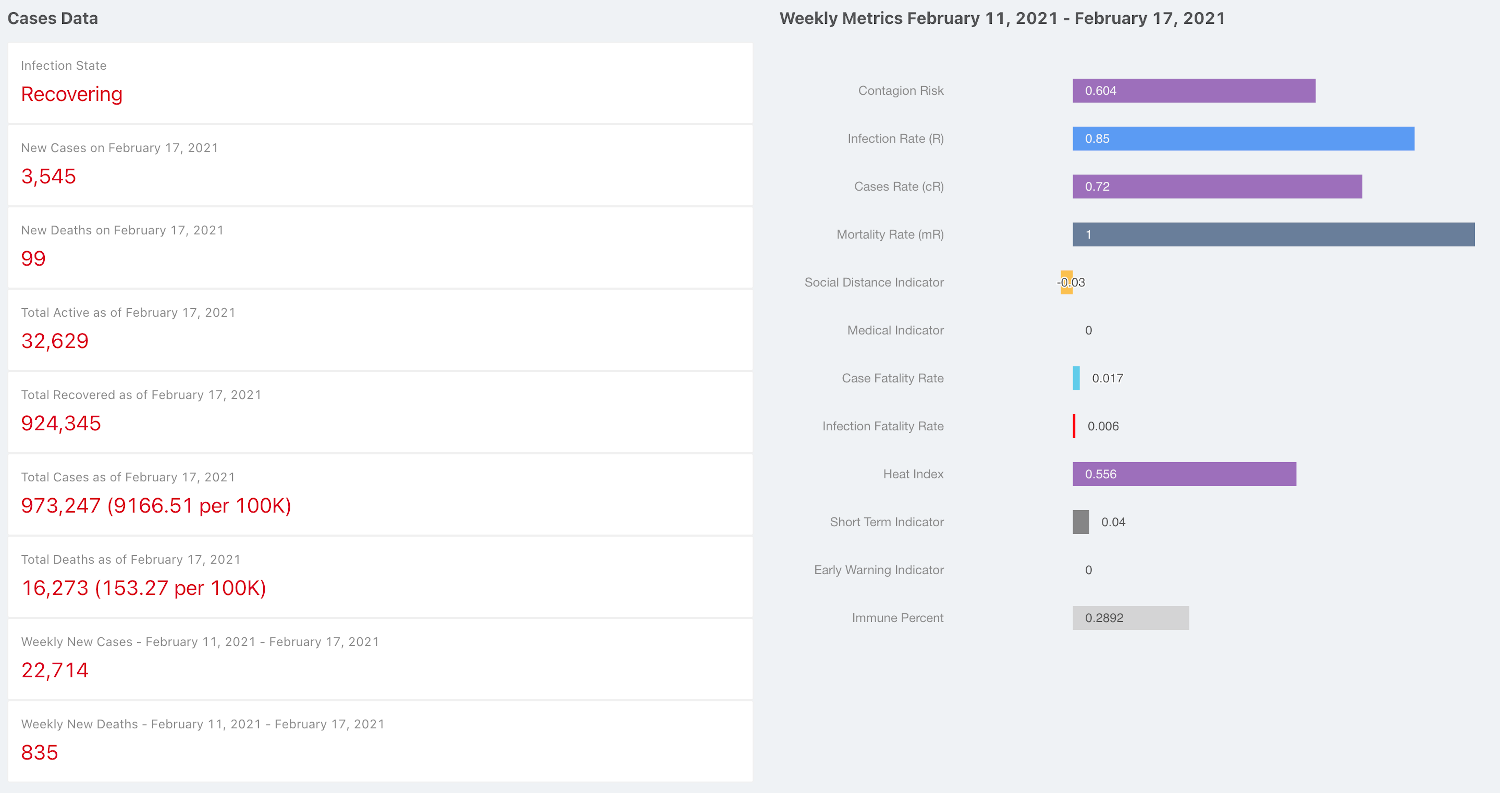 Cases Data
Infection State
Recovering
New Cases on February 17, 2021
3,545
New Deaths on February 17, 2021
99
Total Active as of February 17, 2021
32,629
Total Recovered as of February 17, 2021
924,345
Total Cases as of February 17, 2021
973,247 (9166.51 per 100K)
Total Deaths as of February 17, 2021
16,273 (153.27 per 100K)
Weekly New Cases - February 11, 2021 - February 17, 2021
22,714
Weekly New Deaths - February 11, 2021 - February 17, 2021
835
Weekly Metrics February 11, 2021 - February 17, 2021
Contagion Risk 0.604
Infection Rate (R) 0.85
Cases Rate (cR) 0.72
Mortality Rate (mR) 1
Social Distance Indicator -0.03
Medical Indicator 0
Case Fatality Rate 0.017
Infection Fatality Rate 0.006
Heat Index 0.556
Short Term Indicator 0.04
Early Warning Indicator 0
Immune Percent 0.2892